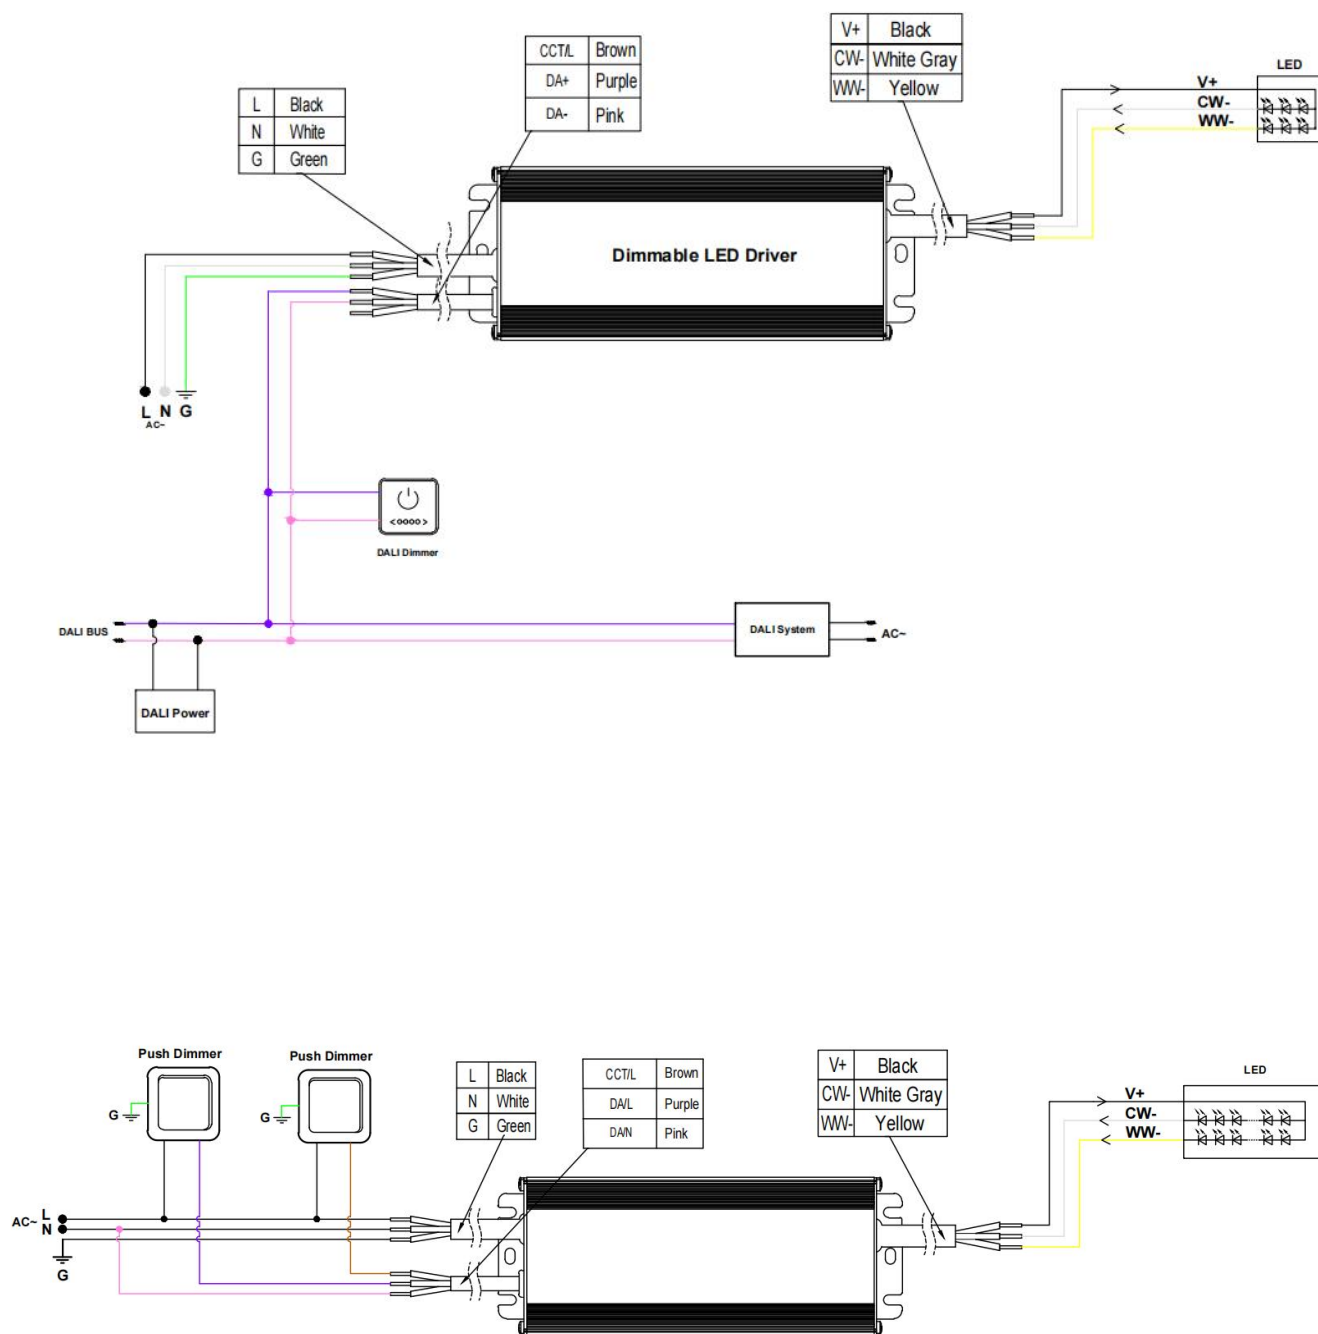 V+ Black
CW- White Gray
WW- Yellow
CCT/L Brown
DA+ Purple
DA- Pink
L Black
N White
G Green
LED
V+
CW-
WW-
Dimmable LED Driver
L N G
AC~
< >
DALI Dimmer
DALI BUS
DALI System
AC~
DALI Power
Push Dimmer
Push Dimmer
G
G
L Black
N White
G Green
CCT/L Brown
DA/L Purple
DA/N Pink
V+ Black
CW- White Gray
WW- Yellow
LED
V+
CW-
WW-
AC~
L
N
G